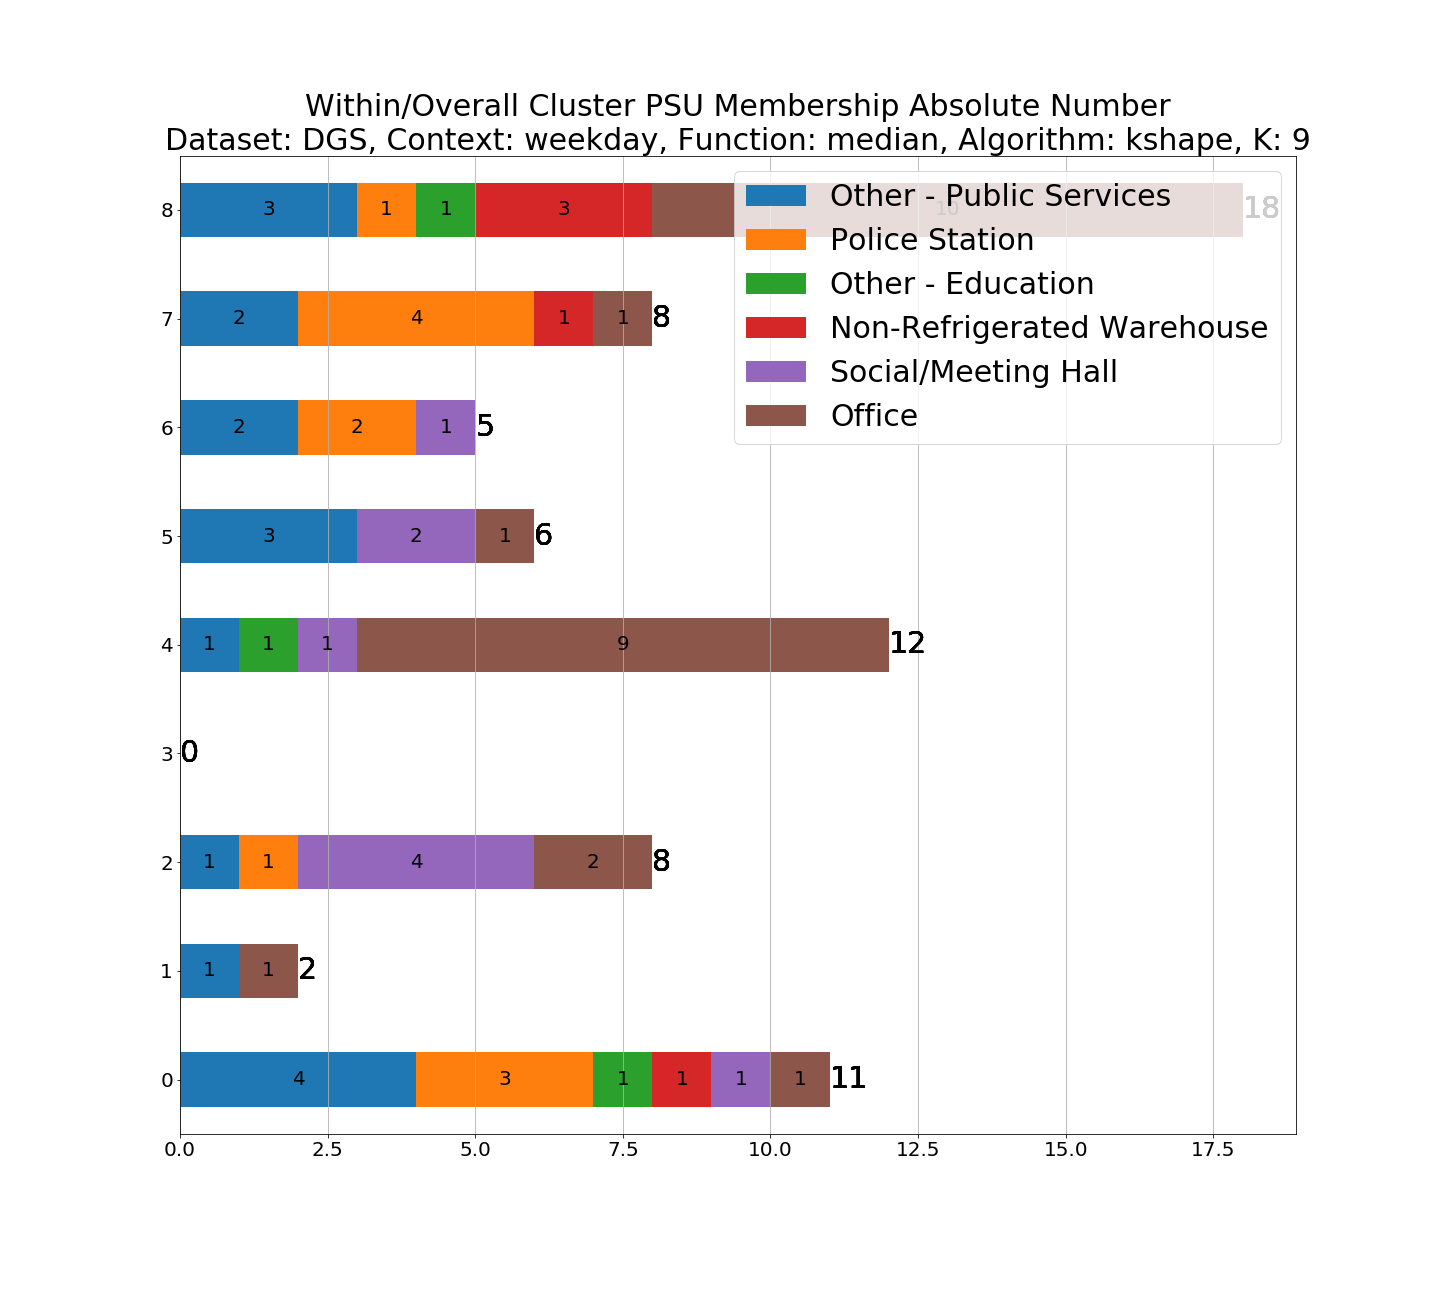 Within/Overall Cluster PSU Membership Absolute Number
Dataset: DGS, Context: weekday, Function: median, Algorithm: kshape, K: 9
8 3 1 1 3 10 18
Other - Public Services
Police Station
Other - Education
Non-Refrigerated Warehouse
Social/Meeting Hall
Office
7 2 4 1 1 8
6 2 2 1 5
5 3 2 1 6
4 1 1 1 9 12
3 0
2 1 1 4 2 8
1 1 1 2
0 4 3 1 1 1 1 11
0.0 2.5 5.0 7.5 10.0 12.5 15.0 17.5